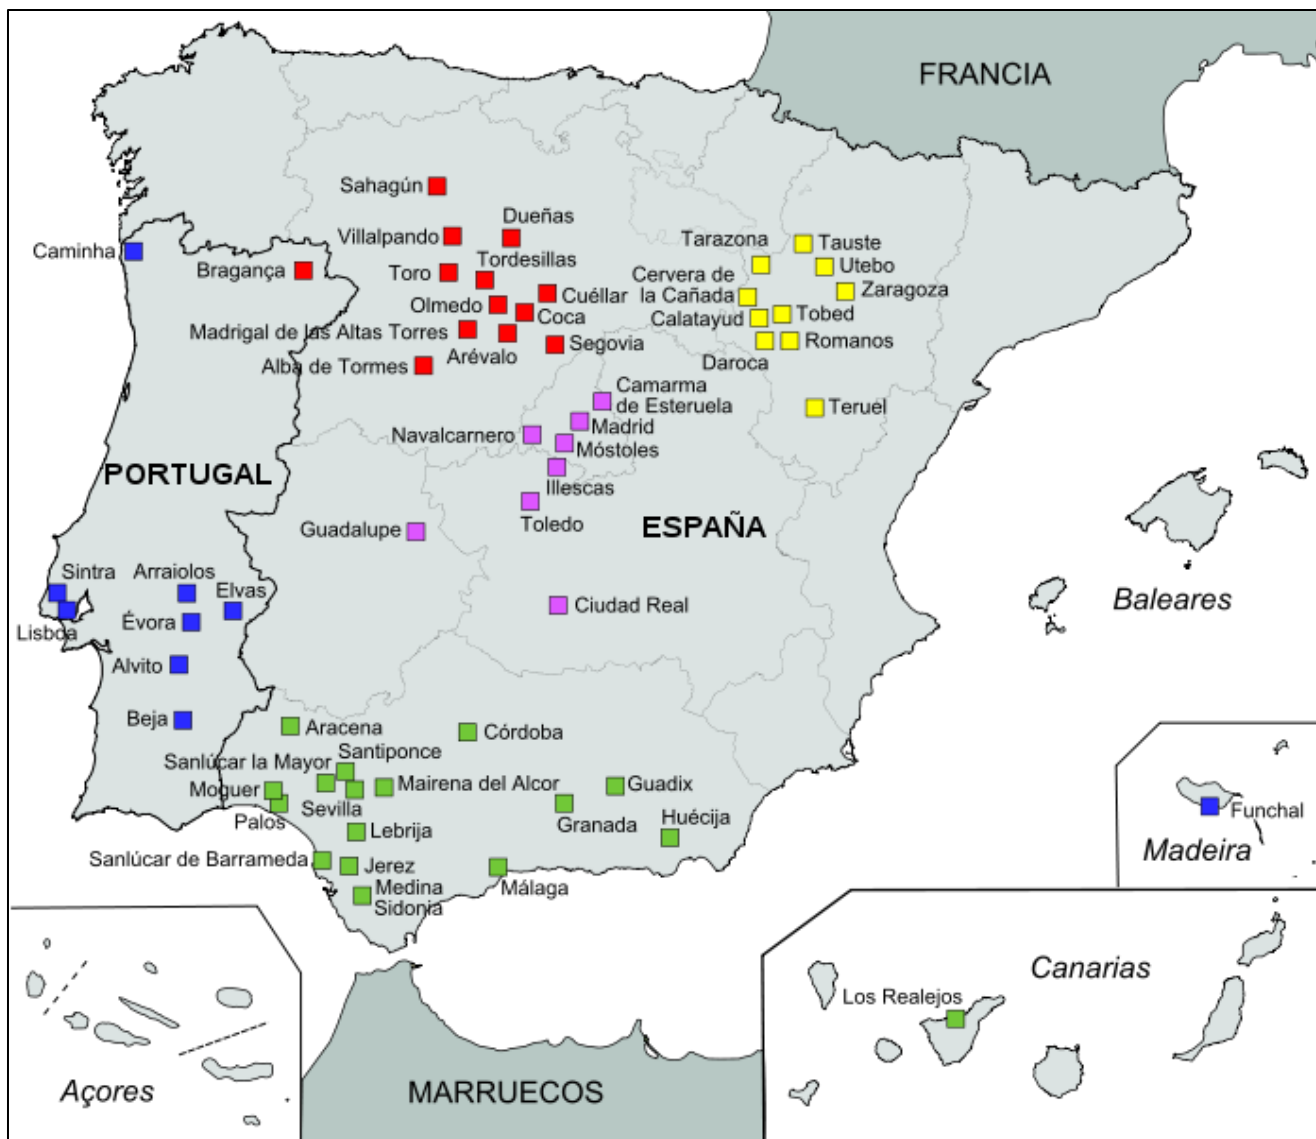 FRANCIA
Sahagún
Dueñas
Villalpando
Tarazona
Tauste
Caminha
Bragança
Toro
Tordesillas
Utebo
Cervera de
la Cañada
Zaragoza
Olmedo
Cuéllar
Coca
Calatayud
Tobed
Madrigal de las Altas Torres
Arévalo
Segovia
Daroca
Romanos
Alba de Tormes
Camarma
de Esteruela
Teruel
Madrid
Navalcarnero
Móstoles
PORTUGAL
Illescas
Toledo
Guadalupe
ESPAÑA
Sintra
Arraiolos
Elvas
Baleares
Ciudad Real
Lisboa
Évora
Alvito
Beja
Aracena
Córdoba
Santiponce
Sanlúcar la Mayor
Moguer
Mairena del Alcor
Guadix
Sevilla
Palos
Granada
Huécija
Funchal
Lebrija
Madeira
Sanlúcar de Barrameda
Jerez
Málaga
Medina
Sidonia
Canarias
Los Realejos
Açores
MARRUECOS